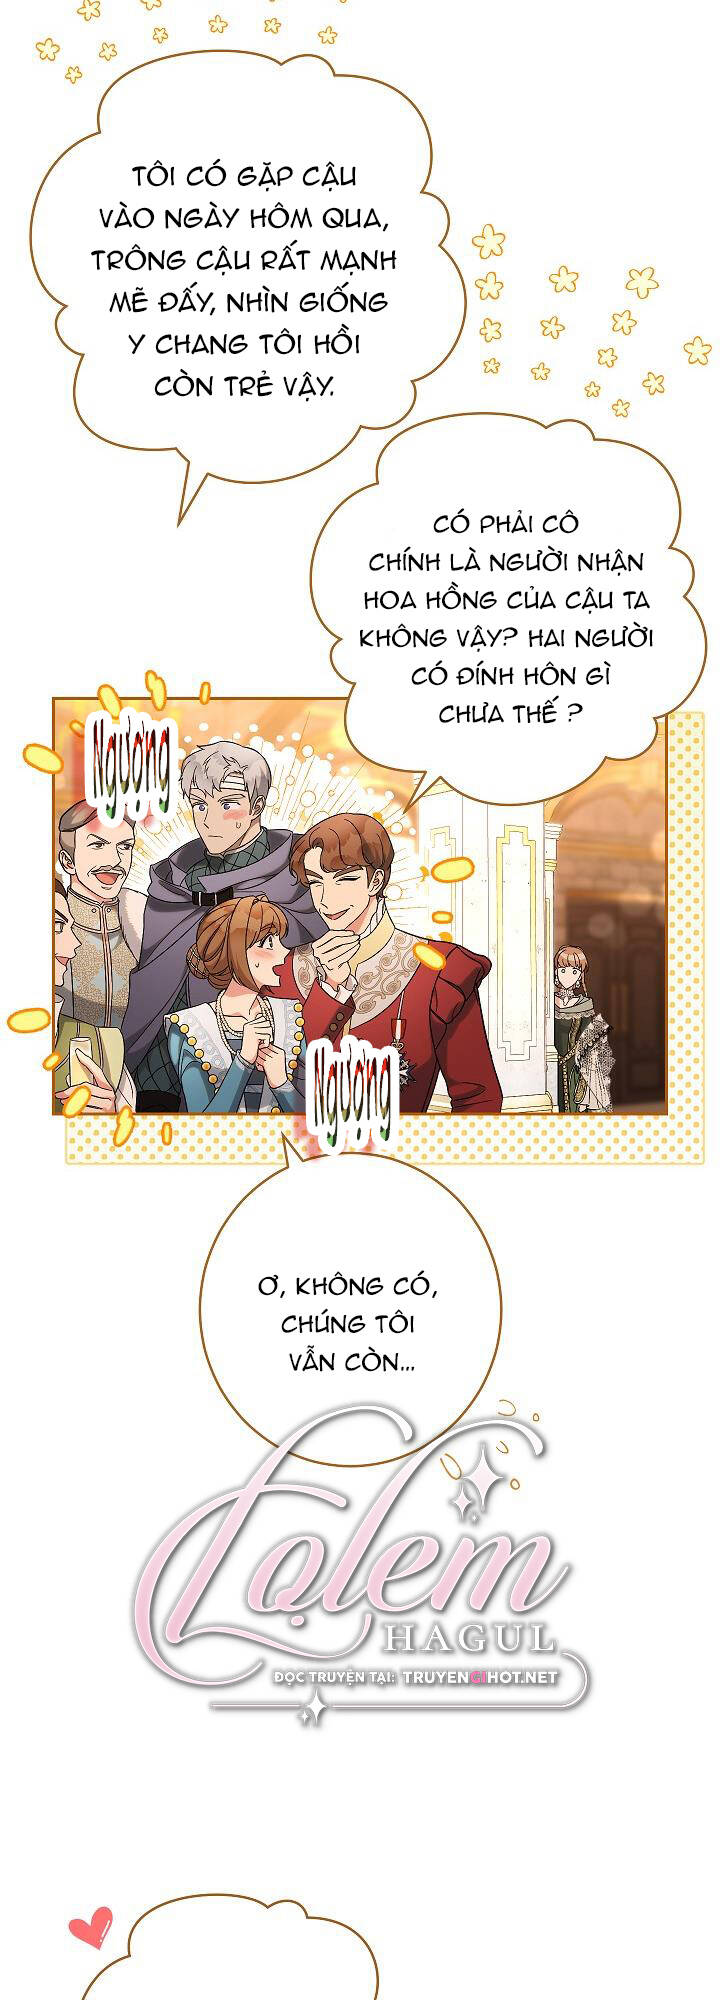 TÔI CÓ GẶP CẬU
VÀO NGÀY HÔM QUA,
TRÔNG CẬU RẤT MẠNH
MẼ ĐẤY, NHÌN GIỐNG
Y CHANG TÔI HỒI
CÒN TRẺ VẬY.
CÓ PHẢI CÔ
CHÍNH LÀ NGƯỜI NHẬN
HOA HỒNG CỦA CẬU TA
KHÔNG VẬY? HAI NGƯỜI
CÓ ĐÍNH HÔN GÌ
CHƯA THẾ ?
Ngượng
Ngượng
Ơ, KHÔNG CÓ,
CHÚNG TÔI
VẪN CÒN...
Lọlem
HAGUL
ĐỌC TRUYỆN TẠI: TRUYENGIHOT.NET